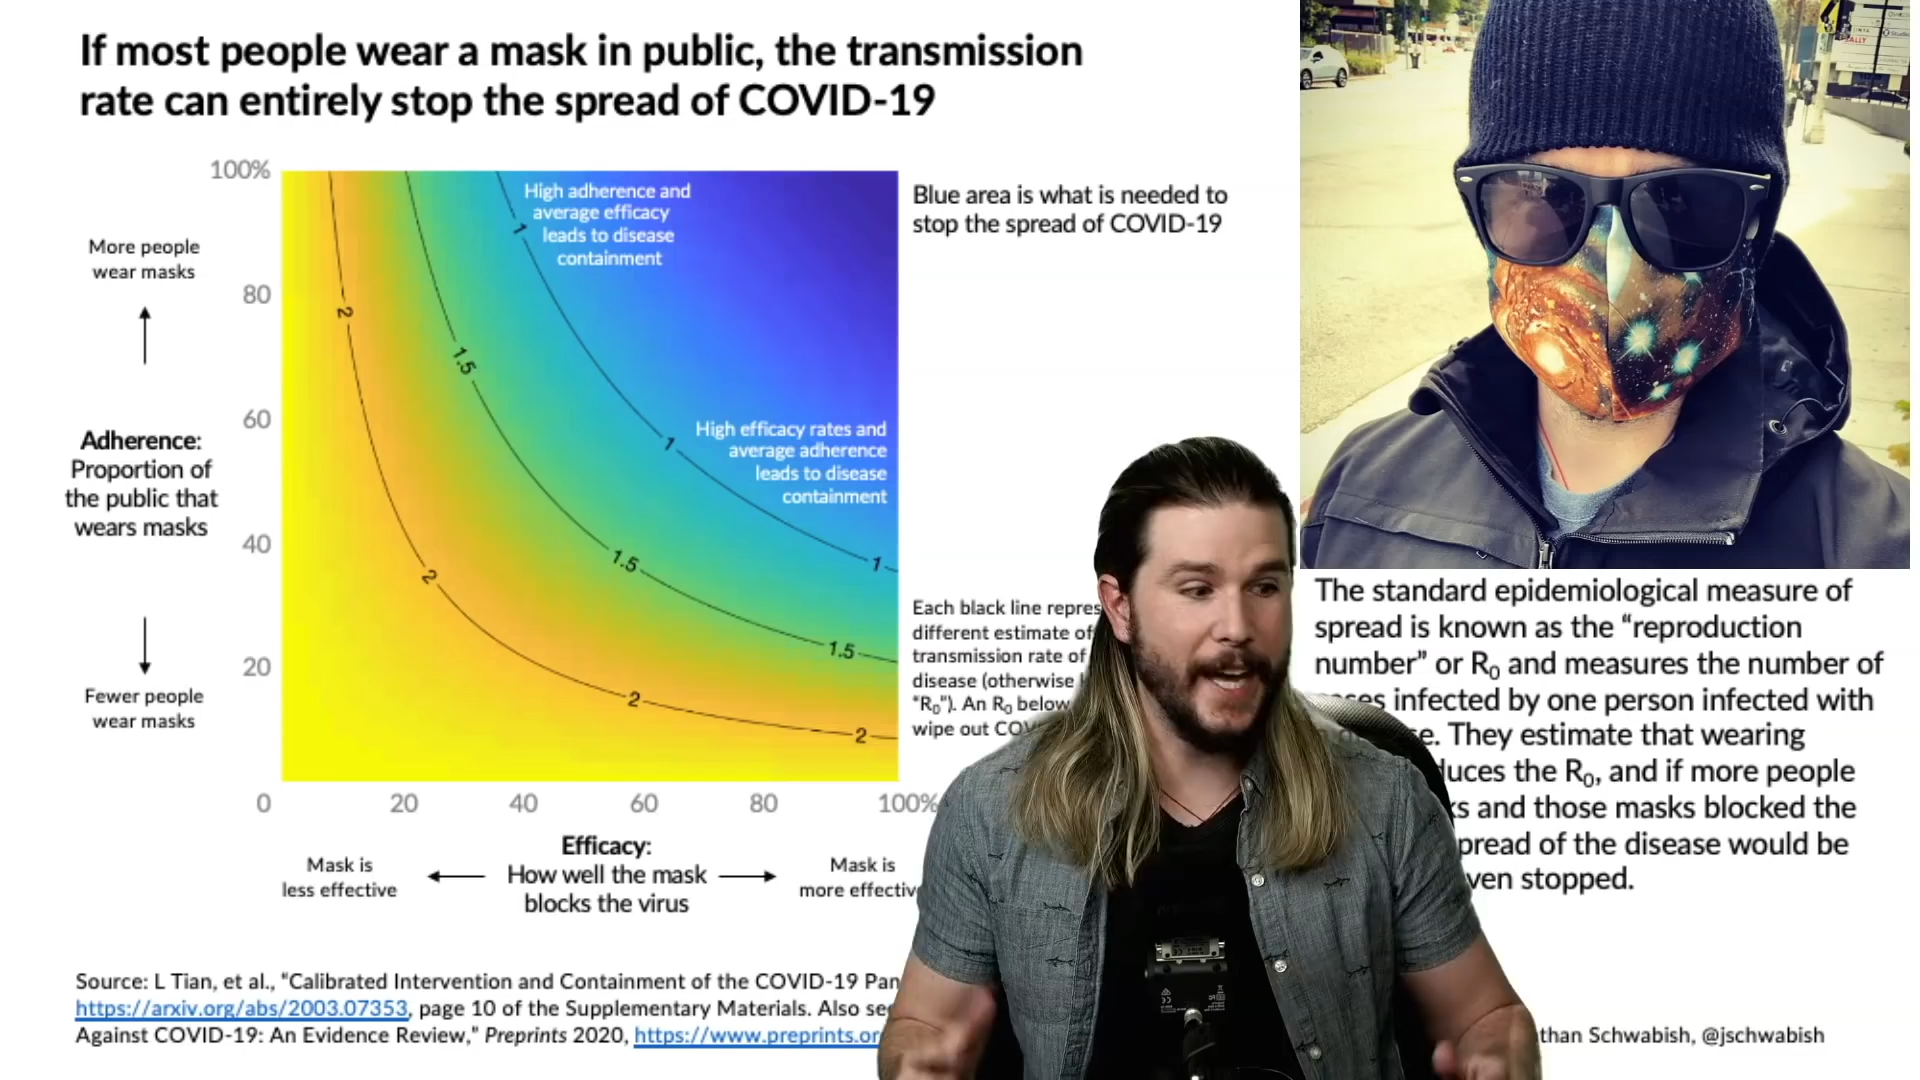 If most people wear a mask in public, the transmission
rate can entirely stop the spread of COVID-19
100%
80
60
40
20
0
20
40
60
80
100%
More people
wear masks
Adherence:
Proportion of
the public that
wears masks
Fewer people
wear masks
High adherence and
average efficacy
leads to disease
containment
High efficacy rates and
average adherence
leads to disease
containment
1
1
1
1.5
1.5
1.5
2
2
2
2
Blue area is what is needed to
stop the spread of COVID-19
Each black line
different estimate of
transmission rate of
disease (otherwise
"R0"). An R0 below
wipe out
Mask is
less effective
Efficacy:
How well the mask
blocks the virus
Mask is
more effective
The standard epidemiological measure of
spread is known as the “reproduction
number” or R0 and measures the number of
infected by one person infected with
They estimate that wearing
the R0, and if more people
and those masks blocked the
of the disease would be
stopped.
Source: L Tian, et al., “Calibrated Intervention and Containment of the COVID-19
https://arxiv.org/abs/2003.07353, page 10 of the Supplementary Materials. Also
Against COVID-19: An Evidence Review,” Preprints 2020, https://www.preprints.or
Schwabish, @jschwabish